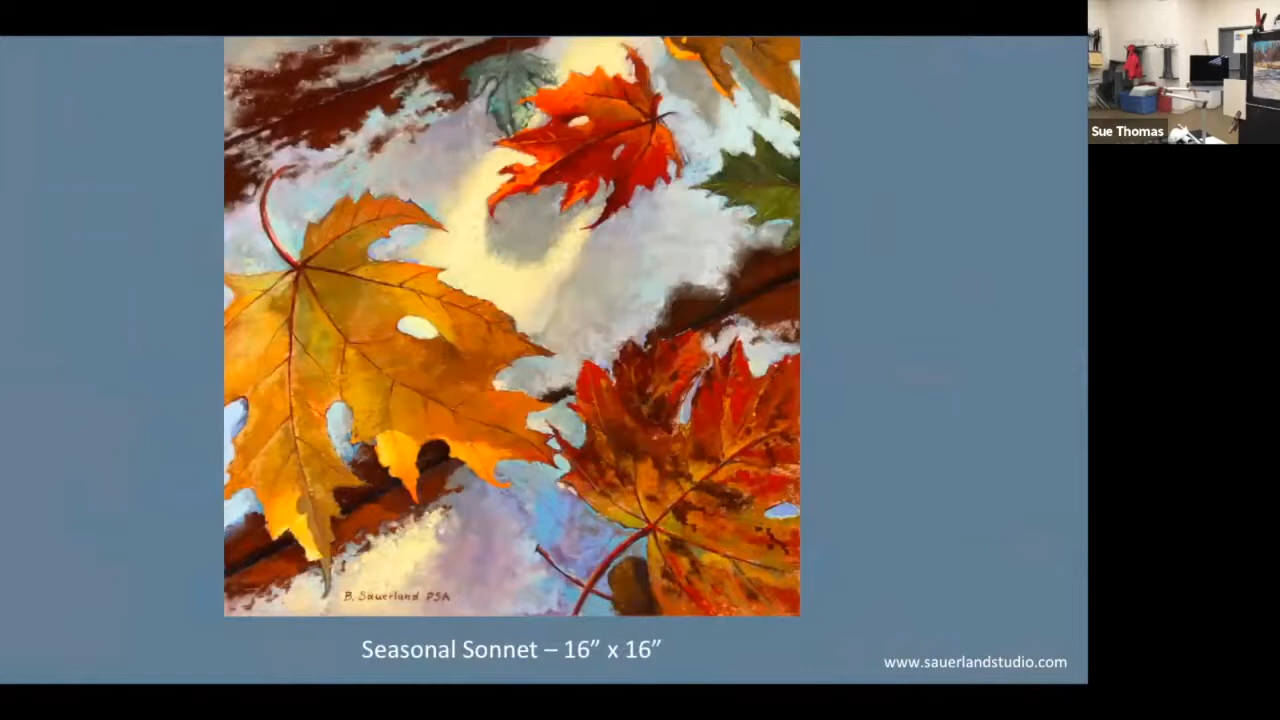 Sue Thomas
B. Sauerland PSA
Seasonal Sonnet – 16” x 16”
www.sauerlandstudio.com